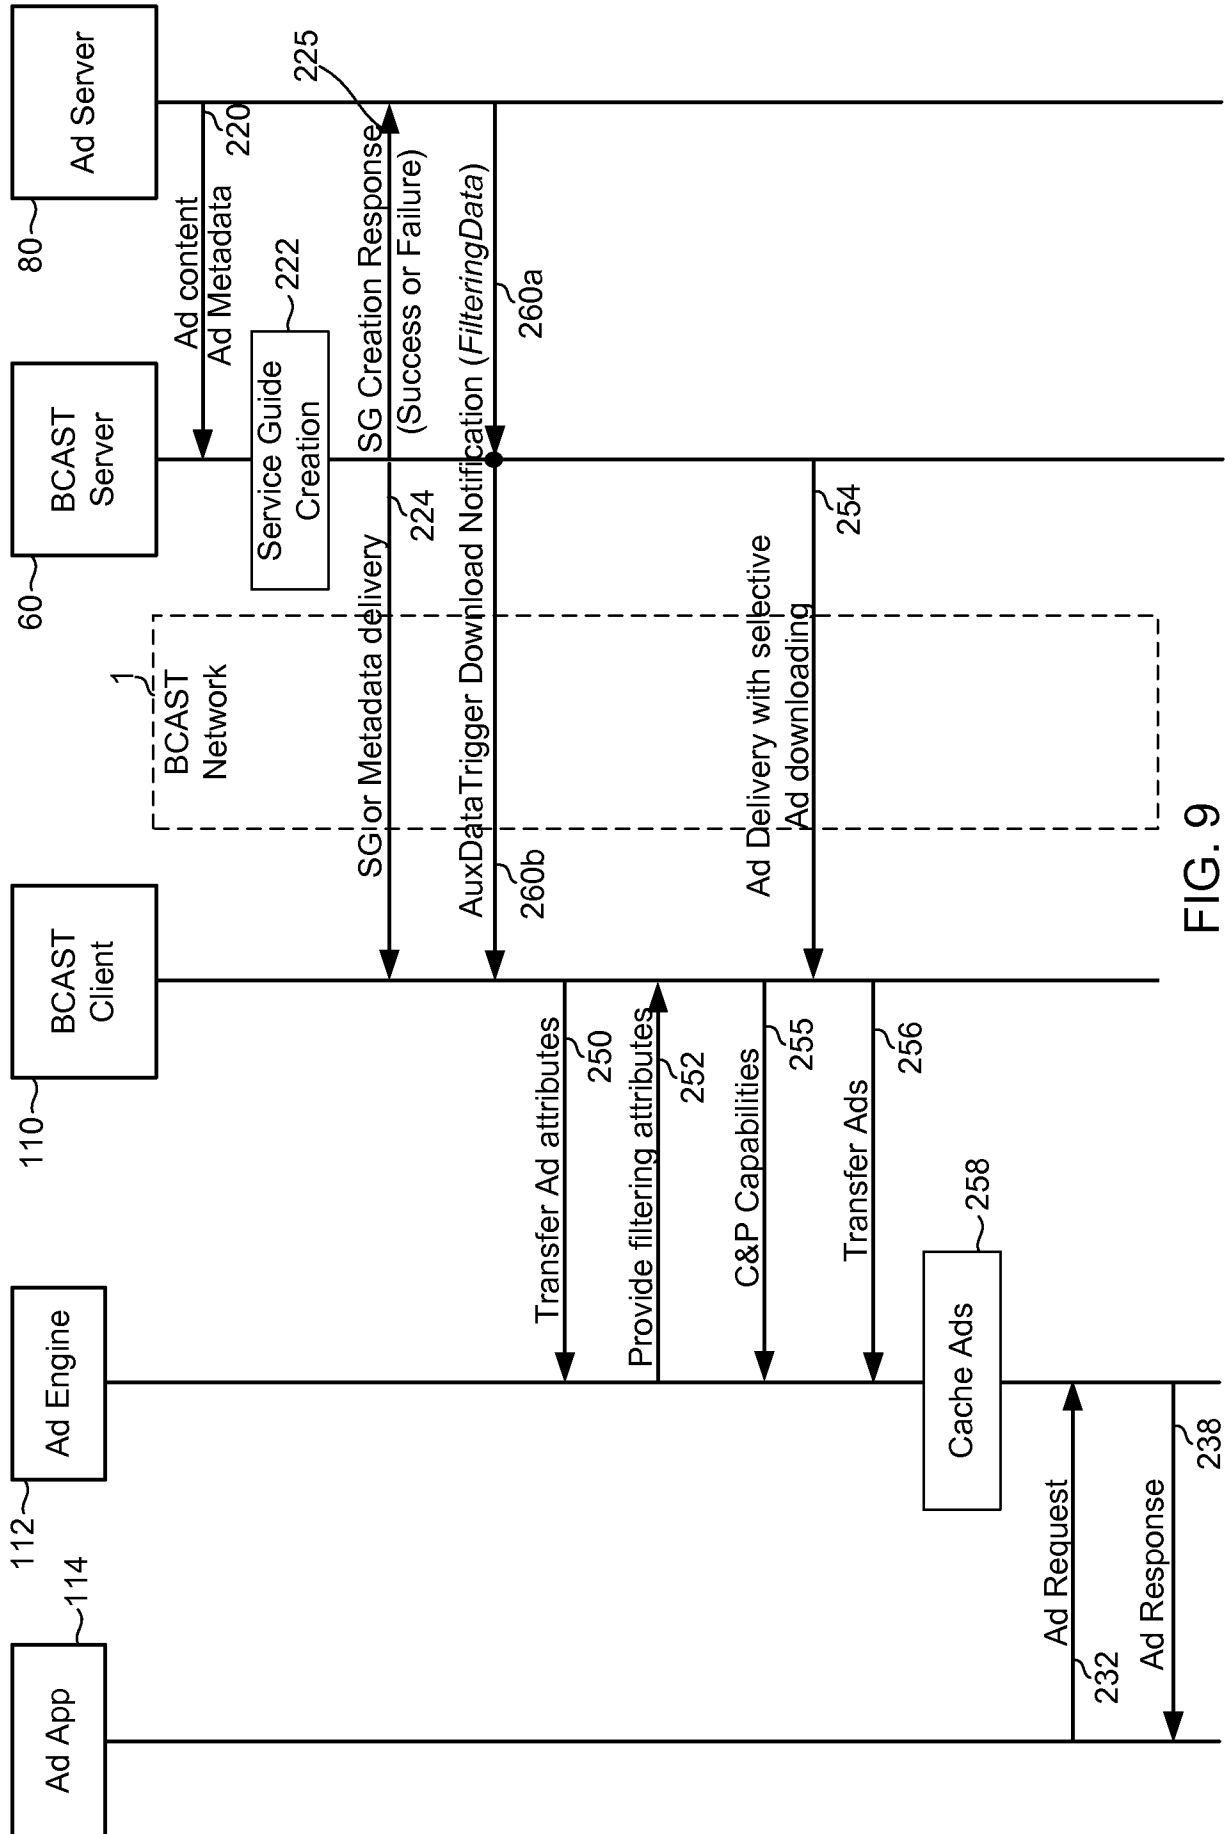 Ad App
114
Ad Engine
112
BCAST
Client
110
BCAST
Server
60
Ad Server
80
BCAST
Network
1
Ad content
Ad Metadata
220
Service Guide
Creation
222
SG or Metadata delivery
224
SG Creation Response
(Success or Failure)
225
AuxDataTrigger Download Notification (FilteringData)
260b
260a
Transfer Ad attributes
250
Provide filtering attributes
252
C&P Capabilities
255
Ad Delivery with selective
Ad downloading
254
Transfer Ads
256
Cache Ads
258
Ad Request
232
Ad Response
238
FIG. 9